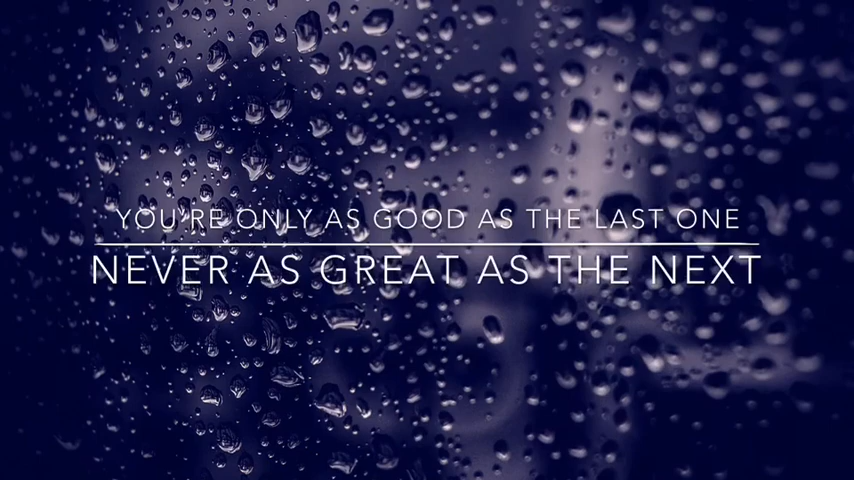 YOU'RE ONLY AS GOOD AS THE LAST ONE
NEVER AS GREAT AS THE NEXT